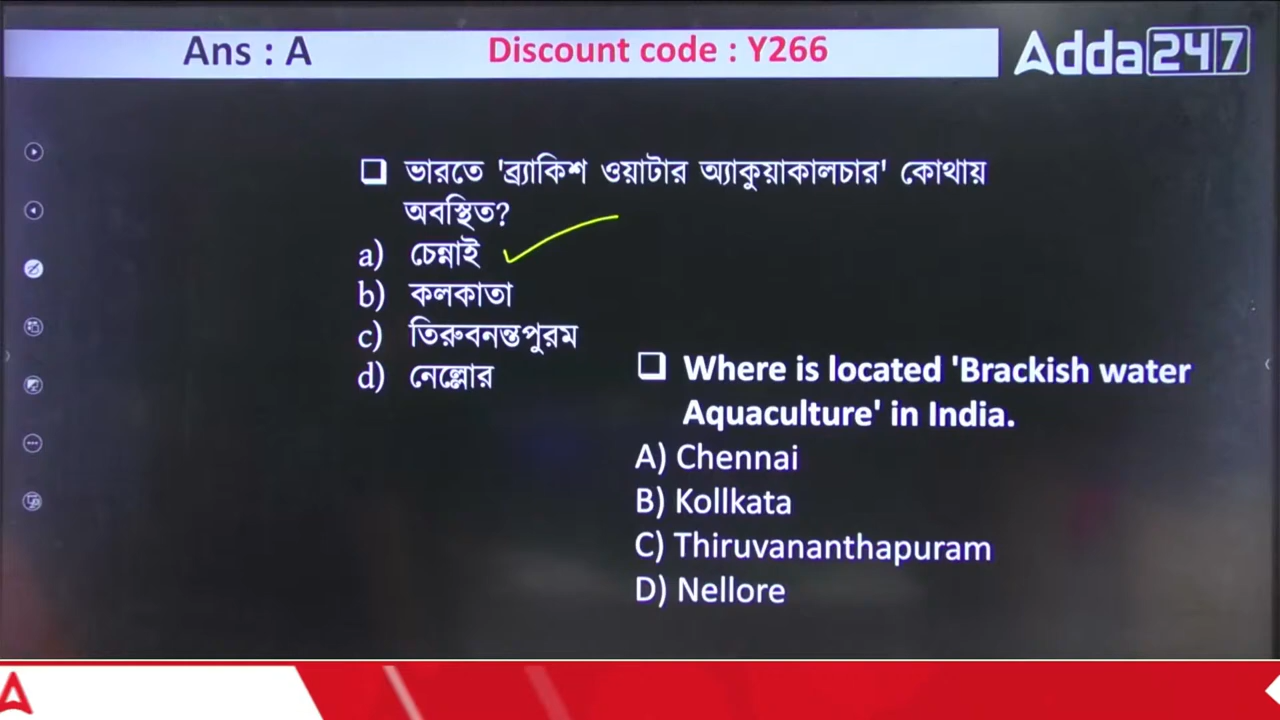 Ans : A
Discount code : Y266
Adda247
❑ ভারতে 'ব্র্যাকিশ ওয়াটার অ্যাকুয়াকালচার' কোথায়
অবস্থিত?
a) চেন্নাই
b) কলকাতা
c) তিরুবনন্তপুরম
d) নেল্লোর
❑ Where is located 'Brackish water
Aquaculture' in India.
A) Chennai
B) Kollkata
C) Thiruvananthapuram
D) Nellore